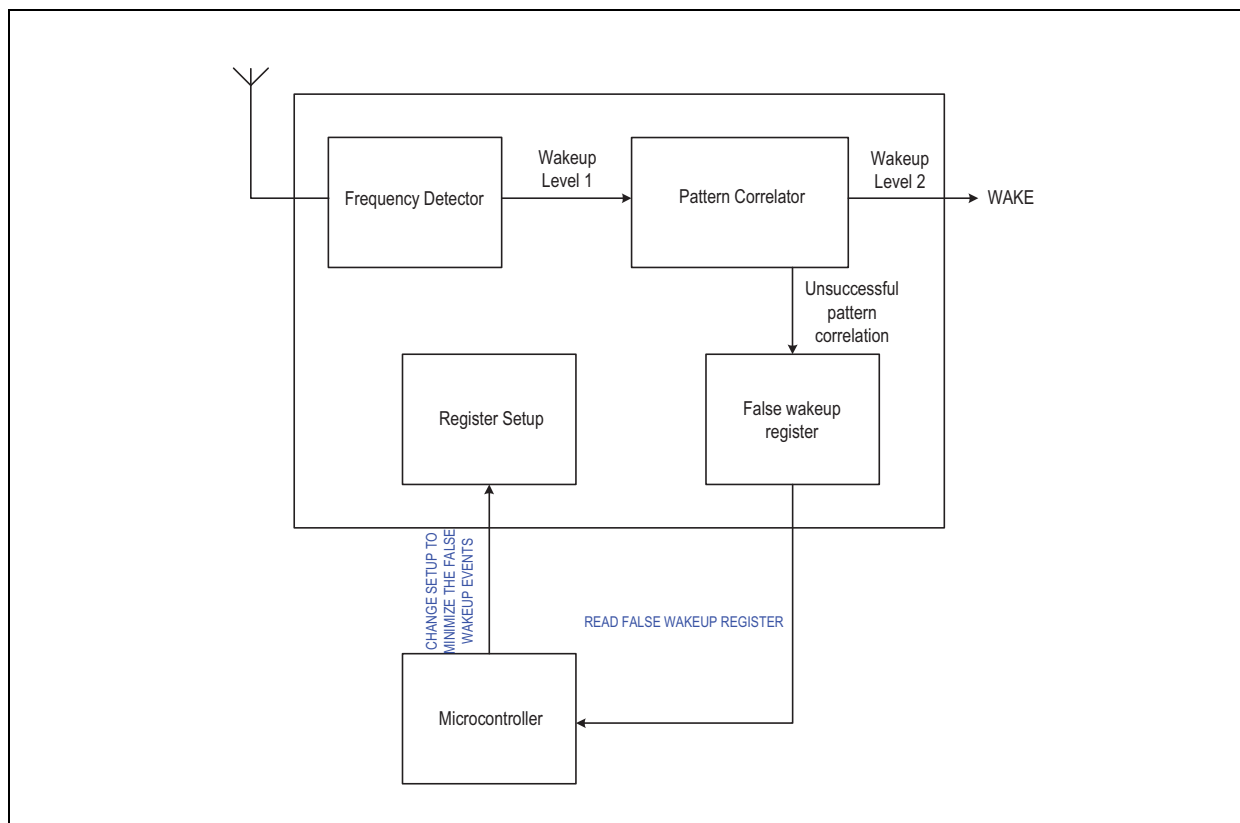 Wakeup
Level 1
Wakeup
Level 2
Frequency Detector
Pattern Correlator
WAKE
Unsuccessful
pattern
correlation
Register Setup
False wakeup
register
CHANGE SETUP TO
MINIMIZE THE FALSE
WAKEUP EVENTS
READ FALSE WAKEUP REGISTER
Microcontroller